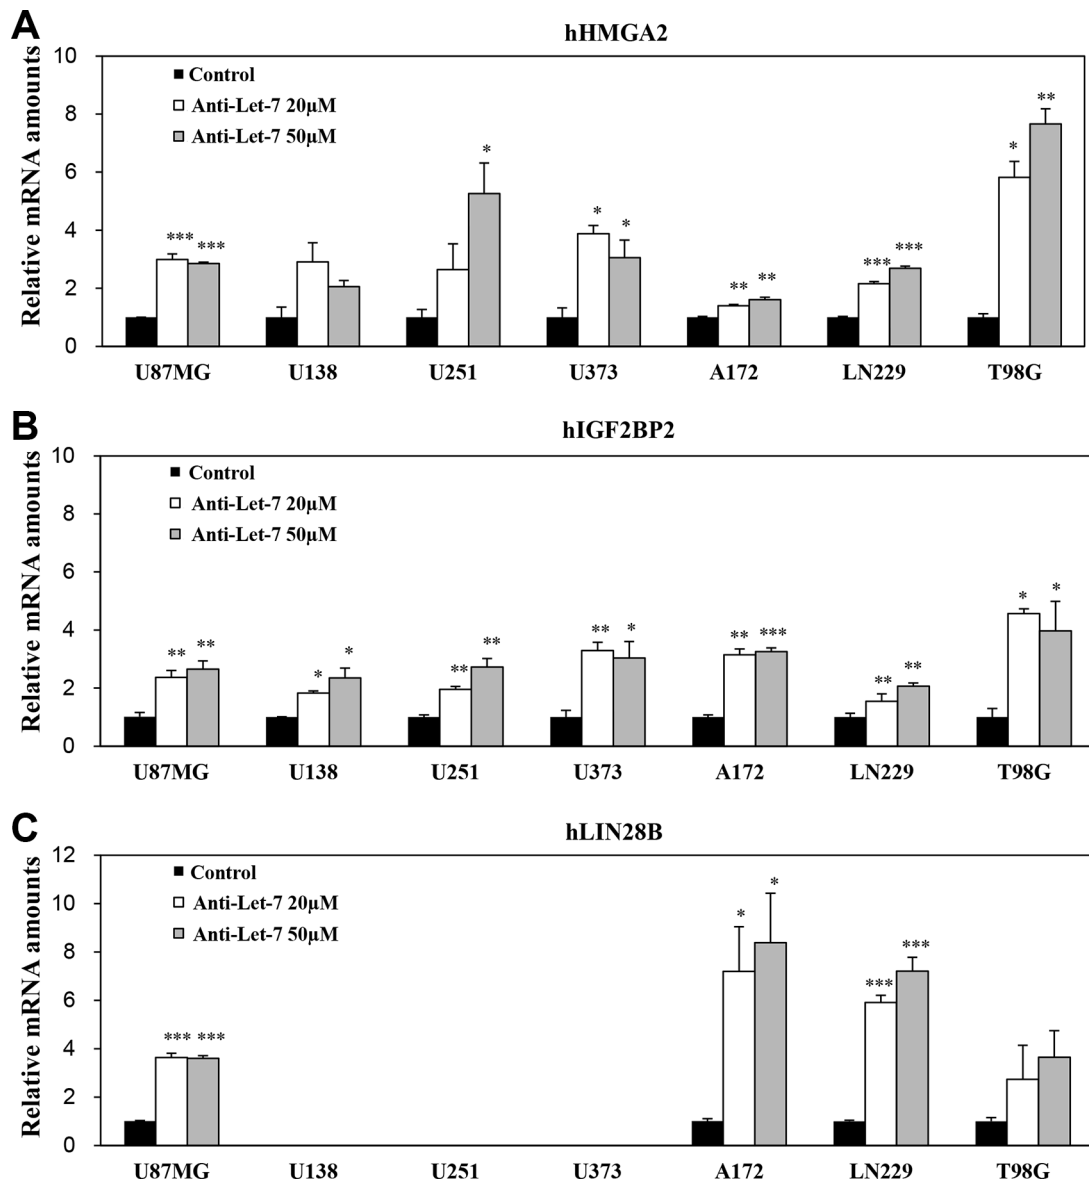 A
hHMGA2
Relative mRNA amounts
10
8
6
4
2
0
Control
Anti-Let-7 20μM
Anti-Let-7 50μM
*** ***
*
* *
** **
*** ***
* **
U87MG U138 U251 U373 A172 LN229 T98G
B
hIGF2BP2
Relative mRNA amounts
10
8
6
4
2
0
Control
Anti-Let-7 20μM
Anti-Let-7 50μM
** **
* *
** **
** *
** ***
** **
* *
U87MG U138 U251 U373 A172 LN229 T98G
C
hLIN28B
Relative mRNA amounts
12
10
8
6
4
2
0
Control
Anti-Let-7 20μM
Anti-Let-7 50μM
*** ***
* *
*** ***
U87MG U138 U251 U373 A172 LN229 T98G